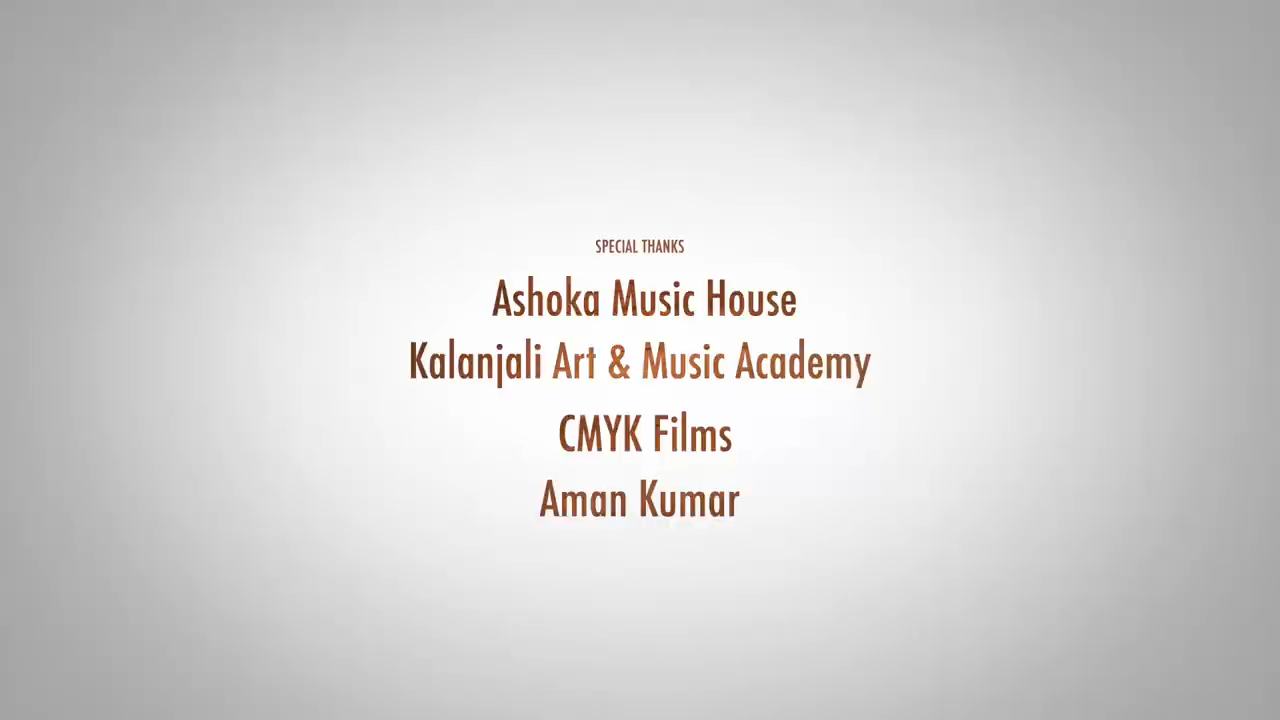 SPECIAL THANKS
Ashoka Music House
Kalanjali Art & Music Academy
CMYK Films
Aman Kumar